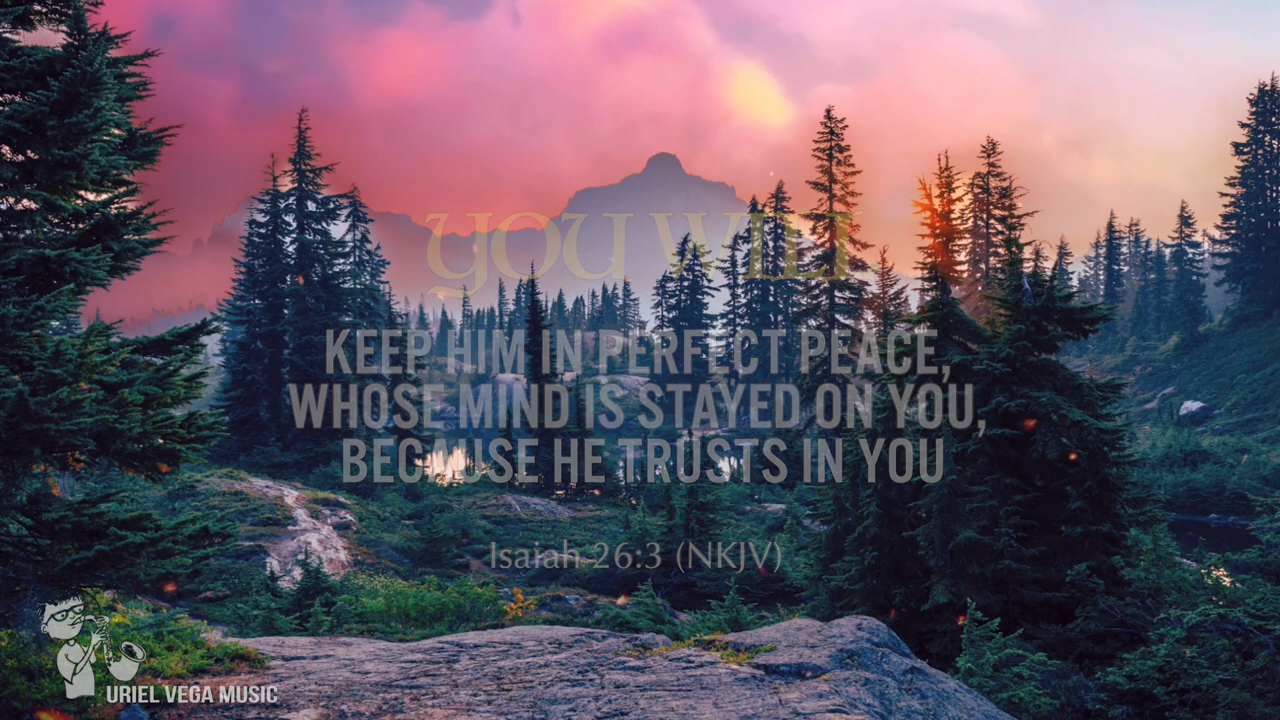 YOU WILL
KEEP HIM IN PERFECT PEACE,
WHOSE MIND IS STAYED ON YOU,
BECAUSE HE TRUSTS IN YOU
Isaiah 26:3 (NKJV)
URIEL VEGA MUSIC